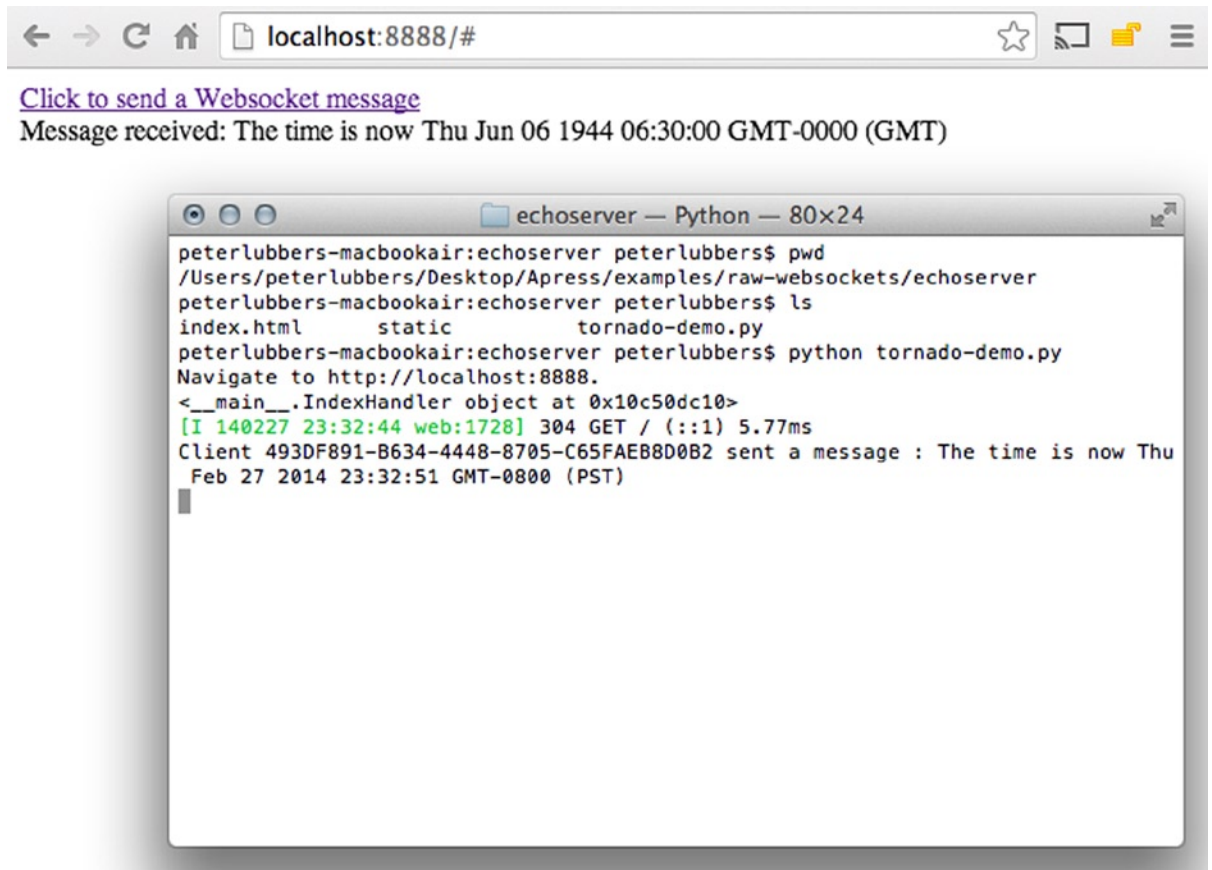 localhost:8888/#
Click to send a Websocket message
Message received: The time is now Thu Jun 06 1944 06:30:00 GMT-0000 (GMT)
echoserver — Python — 80×24
peterlubbers-macbookair:echoserver peterlubbers$ pwd
/Users/peterlubbers/Desktop/Apress/examples/raw-websockets/echoserver
peterlubbers-macbookair:echoserver peterlubbers$ ls
index.html static tornado-demo.py
peterlubbers-macbookair:echoserver peterlubbers$ python tornado-demo.py
Navigate to http://localhost:8888.
<__main__.IndexHandler object at 0x10c50dc10>
[I 140227 23:32:44 web:1728] 304 GET / (::1) 5.77ms
Client 493DF891-B634-4448-8705-C65FAEB8D0B2 sent a message : The time is now Thu
Feb 27 2014 23:32:51 GMT-0800 (PST)